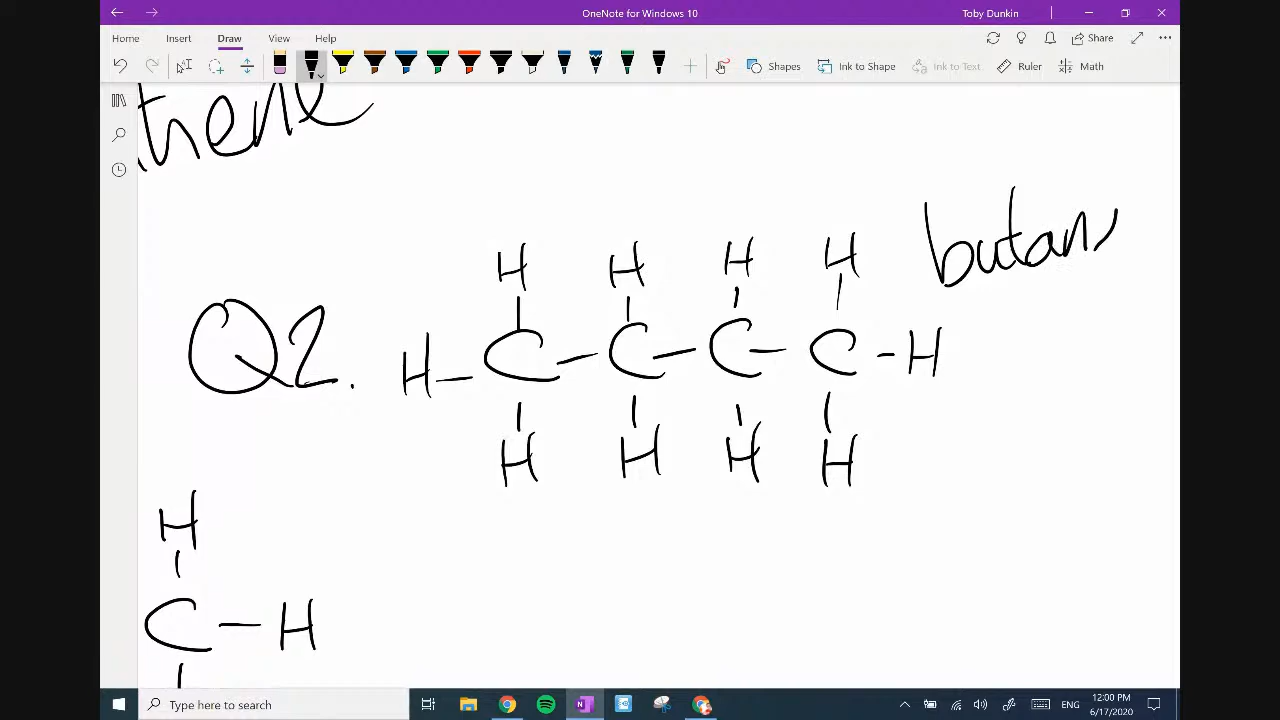 OneNote for Windows 10
Toby Dunkin
Home Insert Draw View Help
Share
Shapes Ink to Shape Ink to Text Ruler Math
thene
butan
H H H H
Q2. H–C–C–C–C–H
H H H H
H
C–H
Type here to search
12:00 PM
ENG
6/17/2020